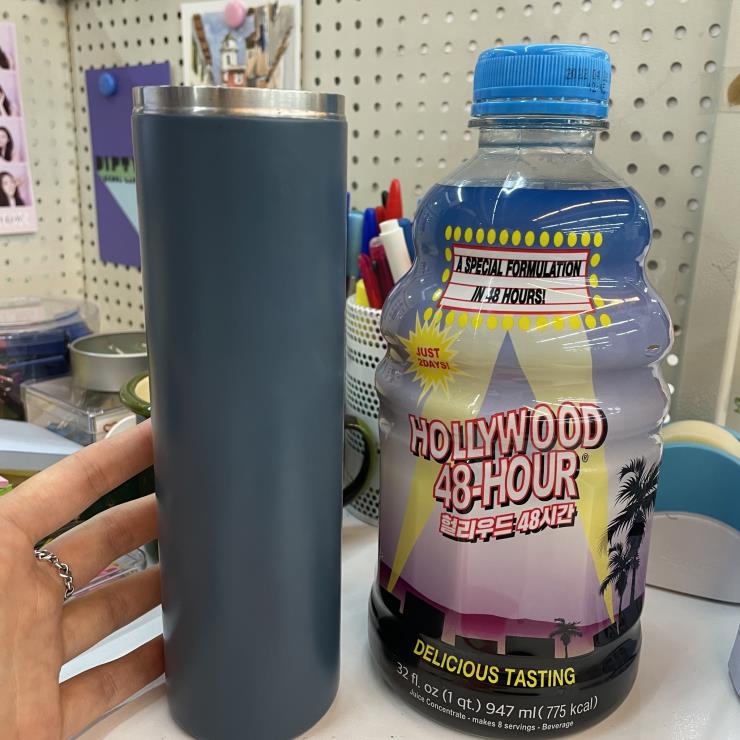 A SPECIAL FORMULATION
IN 48 HOURS!
JUST
2DAYS!
HOLLYWOOD
48-HOUR®
헐리우드 48시간
DELICIOUS TASTING
32 fl. oz (1 qt.) 947 ml(775 kcal)
Juice Concentrate - makes 8 servings - Beverage